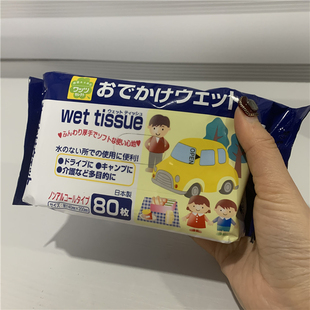 おでかけウエット
ウェットティッシュ
wet tissue
ふんわり厚手でソフトな使い心地
水のない所での使用に便利!
●ドライブに ●キャンプに
●介護など多目的に
OPEN
日本製
ノンアルコールタイプ
80枚